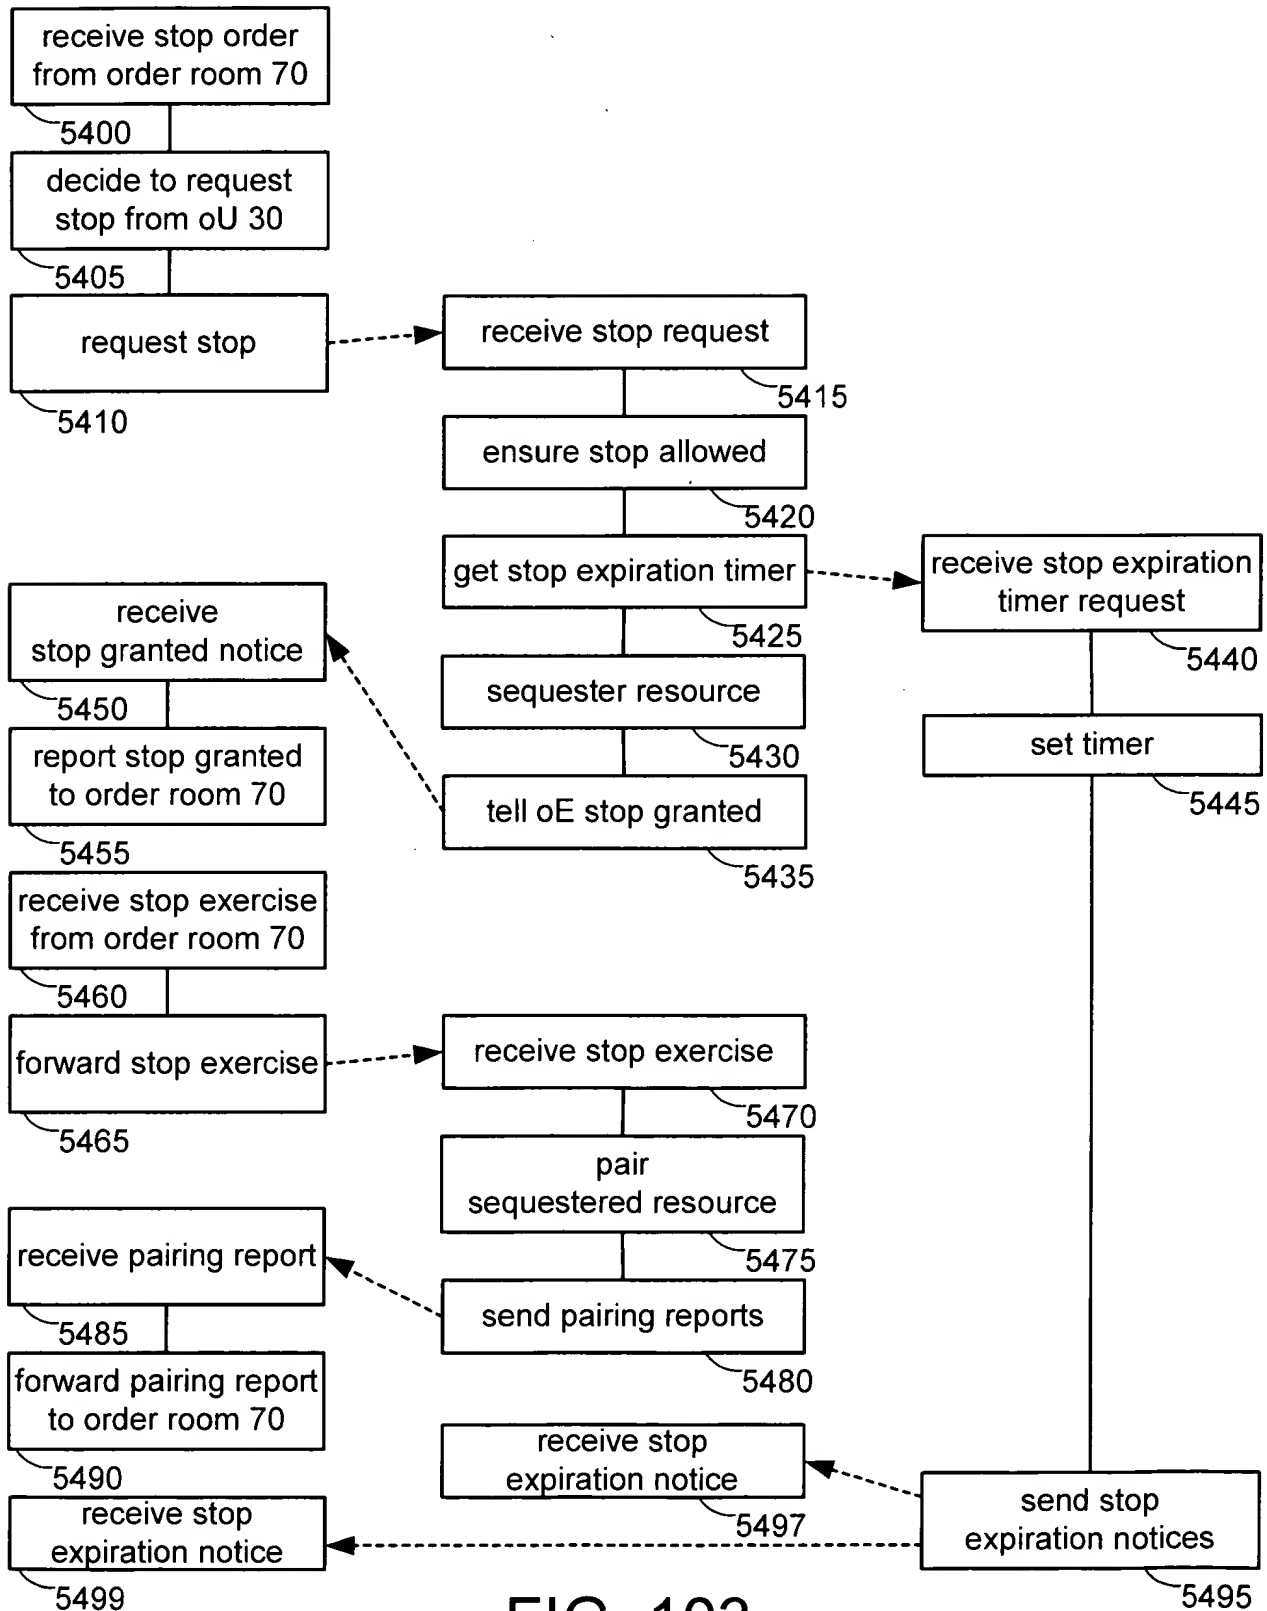 receive stop order
from order room 70
5400
decide to request
stop from oU 30
5405
request stop
5410
receive stop request
5415
ensure stop allowed
5420
get stop expiration timer
5425
receive stop expiration
timer request
5440
sequester resource
5430
set timer
5445
tell oE stop granted
5435
receive
stop granted notice
5450
report stop granted
to order room 70
5455
receive stop exercise
from order room 70
5460
forward stop exercise
5465
receive stop exercise
5470
pair
sequestered resource
5475
send pairing reports
5480
receive pairing report
5485
forward pairing report
to order room 70
5490
send stop
expiration notices
5495
receive stop
expiration notice
5497
receive stop
expiration notice
5499